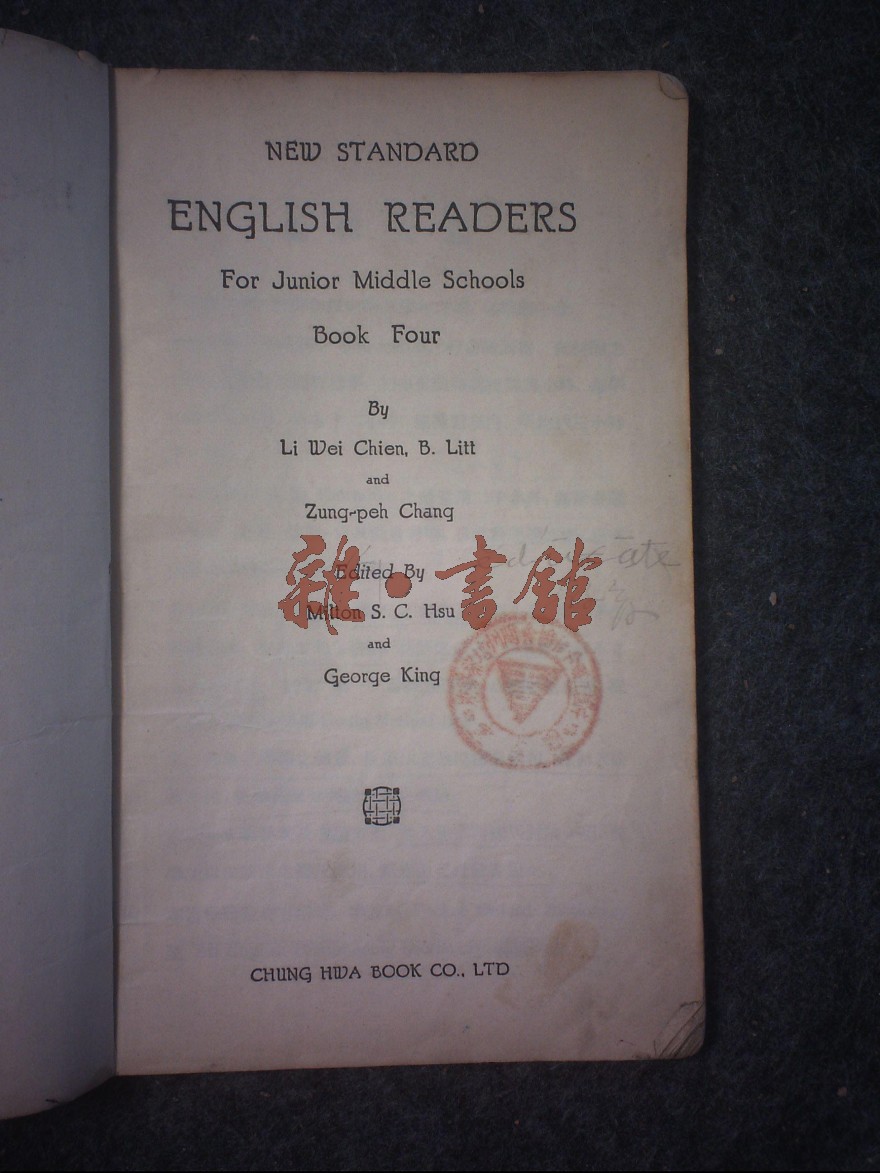 NEW STANDARD
ENGLISH READERS
For Junior Middle Schools
Book Four
By
Li Wei Chien, B. Litt
and
Zung-peh Chang
雜·書館
Edited By
Milton S. C. Hsu
and
George King
CHUNG HWA BOOK CO., LTD